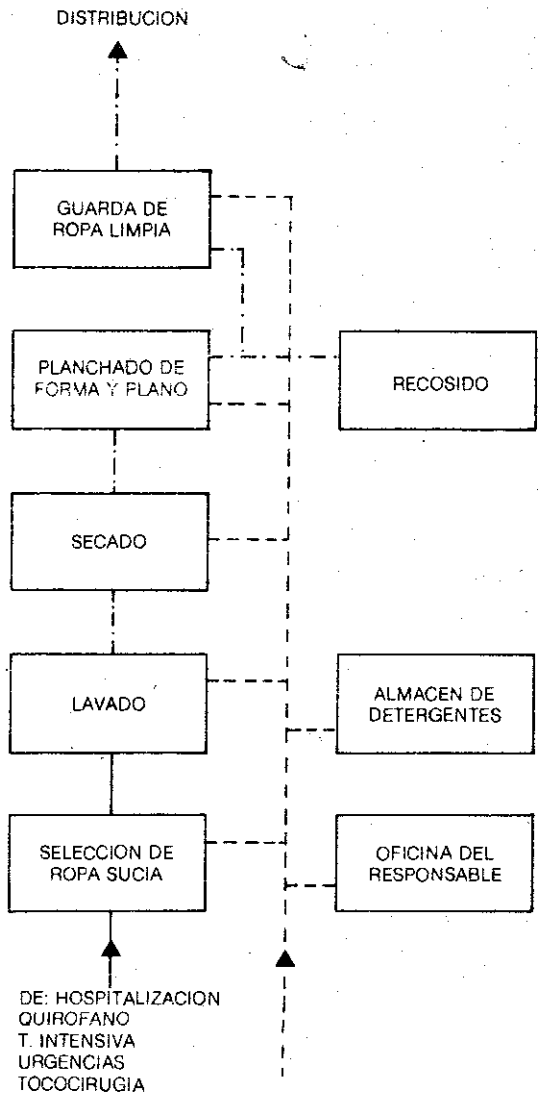 DISTRIBUCION
GUARDA DE
ROPA LIMPIA
PLANCHADO DE
FORMA Y PLANO
RECOSIDO
SECADO
LAVADO
ALMACEN DE
DETERGENTES
SELECCION DE
ROPA SUCIA
OFICINA DEL
RESPONSABLE
DE: HOSPITALIZACION
QUIROFANO
T. INTENSIVA
URGENCIAS
TOCOCIRUGIA